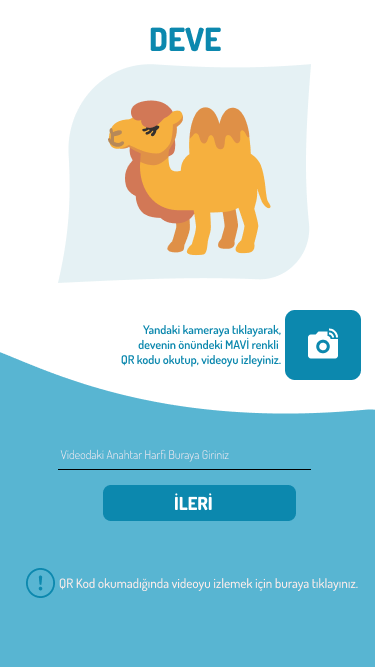 DEVE
Yandaki kameraya tıklayarak,
devenin önündeki MAVİ renkli
QR kodu okutup, videoyu izleyiniz.
Videodaki Anahtar Harfi Buraya Giriniz
İLERİ
QR Kod okumadığında videoyu izlemek için buraya tıklayınız.